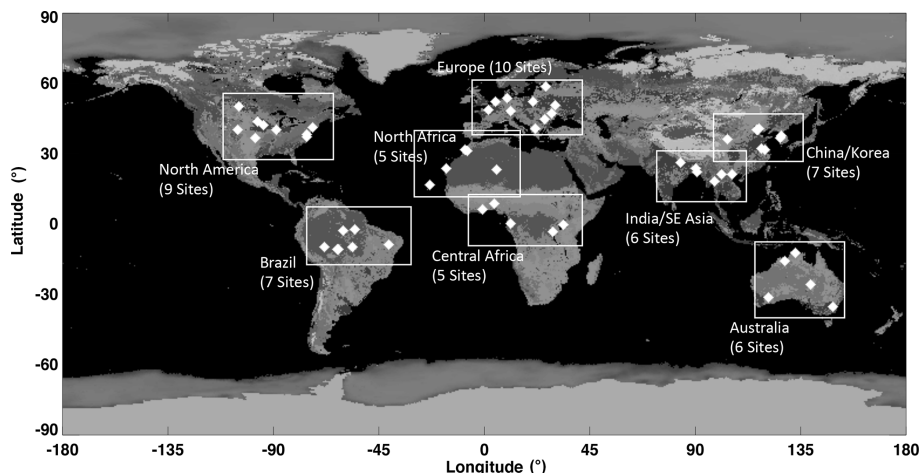 90
60
30
0
-30
-60
-90
Latitude (°)
Europe (10 Sites)
North Africa
(5 Sites)
China/Korea
(7 Sites)
North America
(9 Sites)
India/SE Asia
(6 Sites)
Central Africa
(5 Sites)
Brazil
(7 Sites)
Australia
(6 Sites)
-180 -135 -90 -45 0 45 90 135 180
Longitude (°)